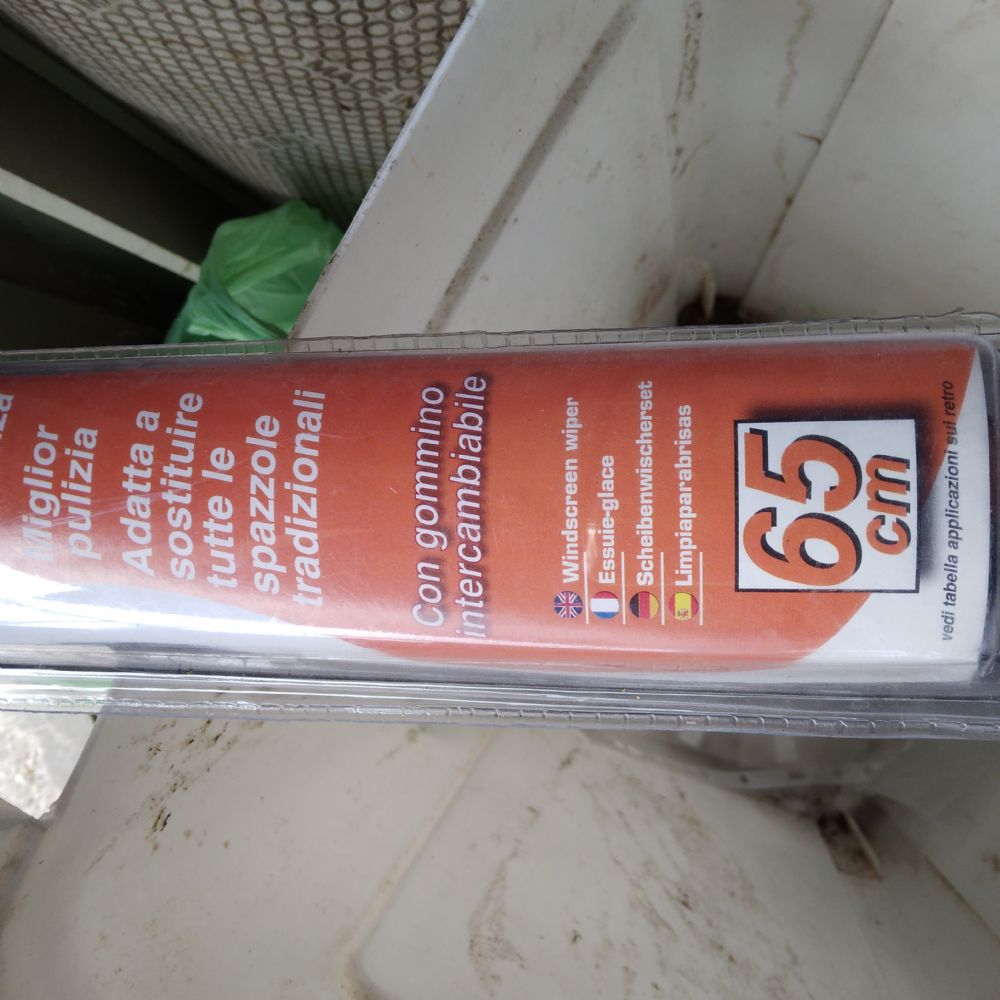 Miglior
pulizia
Adatta a
sostituire
tutte le
spazzole
tradizionali
Con gommino
intercambiabile
Windscreen wiper
Essuie-glace
Scheibenwischerset
Limpiaparabrisas
65
cm
vedi tabella applicazioni sul retro